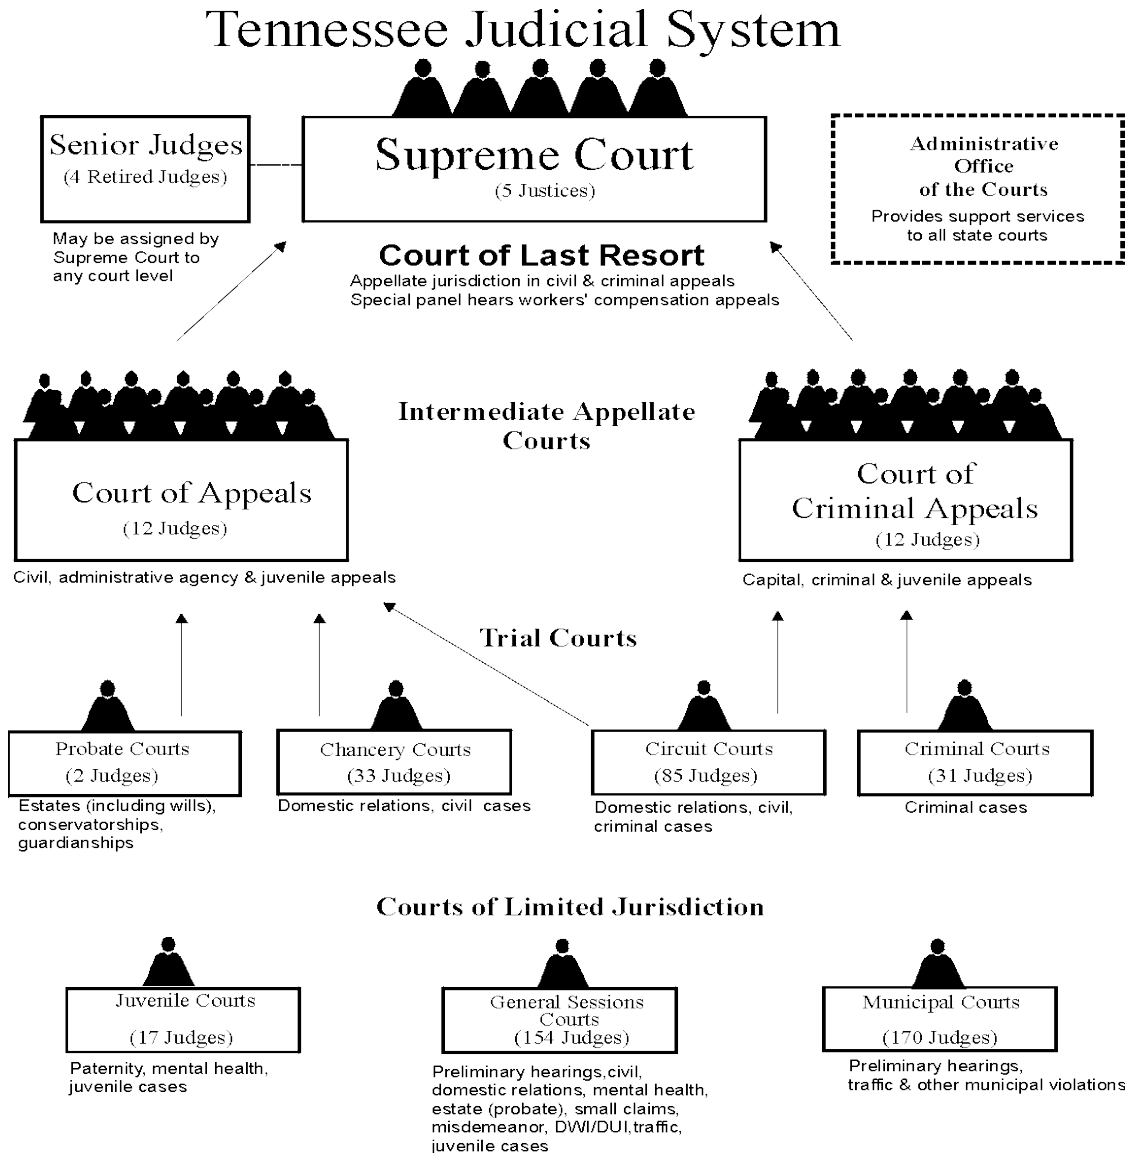 Tennessee Judicial System
Senior Judges
(4 Retired Judges)
May be assigned by
Supreme Court to
any court level
Supreme Court
(5 Justices)
Court of Last Resort
Appellate jurisdiction in civil & criminal appeals
Special panel hears workers' compensation appeals
Administrative
Office
of the Courts
Provides support services
to all state courts
Intermediate Appellate
Courts
Court of Appeals
(12 Judges)
Civil, administrative agency & juvenile appeals
Court of
Criminal Appeals
(12 Judges)
Capital, criminal & juvenile appeals
Trial Courts
Probate Courts
(2 Judges)
Estates (including wills),
conservatorships,
guardianships
Chancery Courts
(33 Judges)
Domestic relations, civil cases
Circuit Courts
(85 Judges)
Domestic relations, civil,
criminal cases
Criminal Courts
(31 Judges)
Criminal cases
Courts of Limited Jurisdiction
Juvenile Courts
(17 Judges)
Paternity, mental health,
juvenile cases
General Sessions
Courts
(154 Judges)
Preliminary hearings,civil,
domestic relations, mental health,
estate (probate), small claims,
misdemeanor, DWI/DUI,traffic,
juvenile cases
Municipal Courts
(170 Judges)
Preliminary hearings,
traffic & other municipal violations